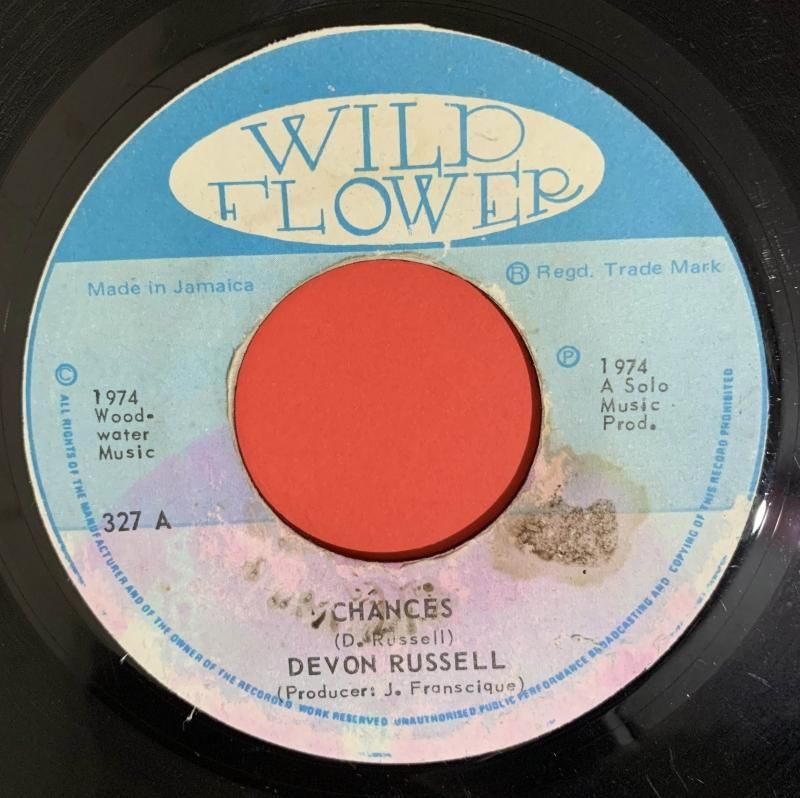 WILD
FLOWER
Made in Jamaica
® Regd. Trade Mark
©
1974
Wood-
water
Music
℗
1974
A Solo
Music
Prod.
327 A
CHANCES
(D. Russell)
DEVON RUSSELL
(Producer: J. Franscique)
ALL RIGHTS OF THE MANUFACTURER AND OF THE OWNER OF THE RECORDED WORK RESERVED UNAUTHORISED PUBLIC PERFORMANCE BROADCASTING AND COPYING OF THIS RECORD PROHIBITED